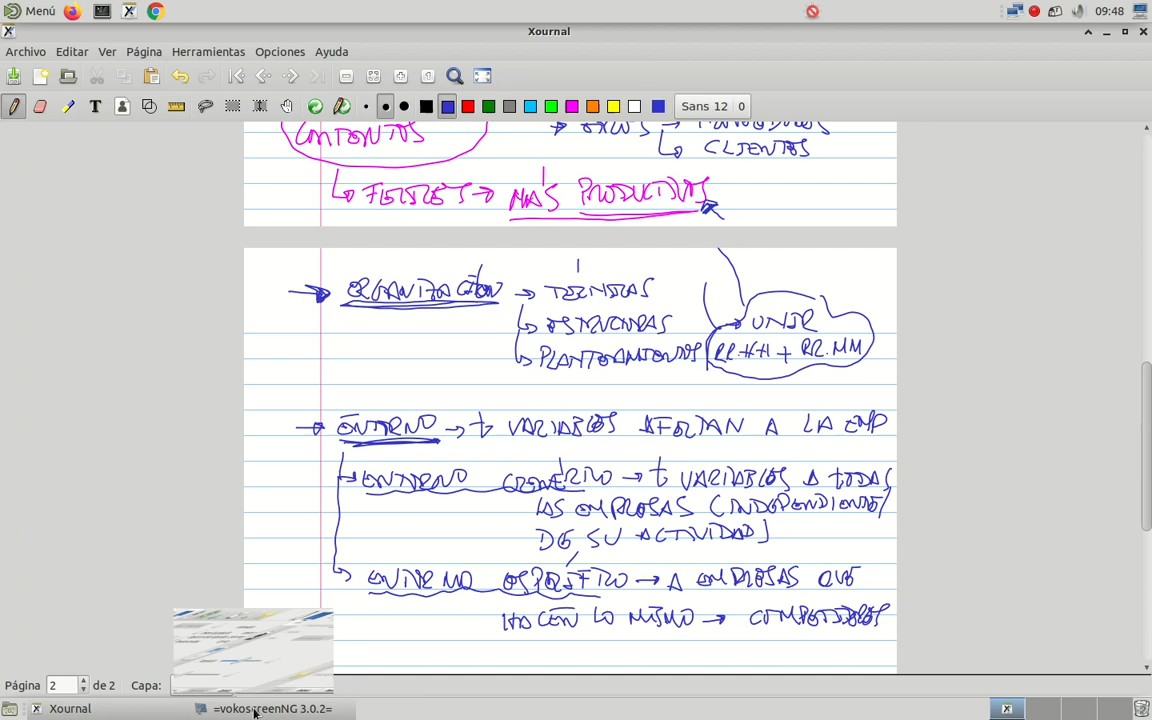 Menú 09:48
Xournal
Archivo Editar Ver Página Herramientas Opciones Ayuda
Sans 12 0
CONTENTOS
CLIENTES
FELICES → MÁS PRODUCTIVOS
→ ORGANIZACIÓN → TÉCNICAS
→ UNIR
PLANTEAMIENTOS RR.HH + RR.MM
→ ENTORNO → t VARIABLES AFECTAN A LA EMP
ENTORNO GENÉRICO → t VARIABLES A TODAS
LAS EMPRESAS (INDEPENDIENTE/
DE SU ACTIVIDAD)
ENTORNO ESPECÍFICO → A EMPRESAS QUE
HACEN LO MISMO → COMPETIDORES
Página 2 de 2 Capa:
Xournal =vokoscreenNG 3.0.2=